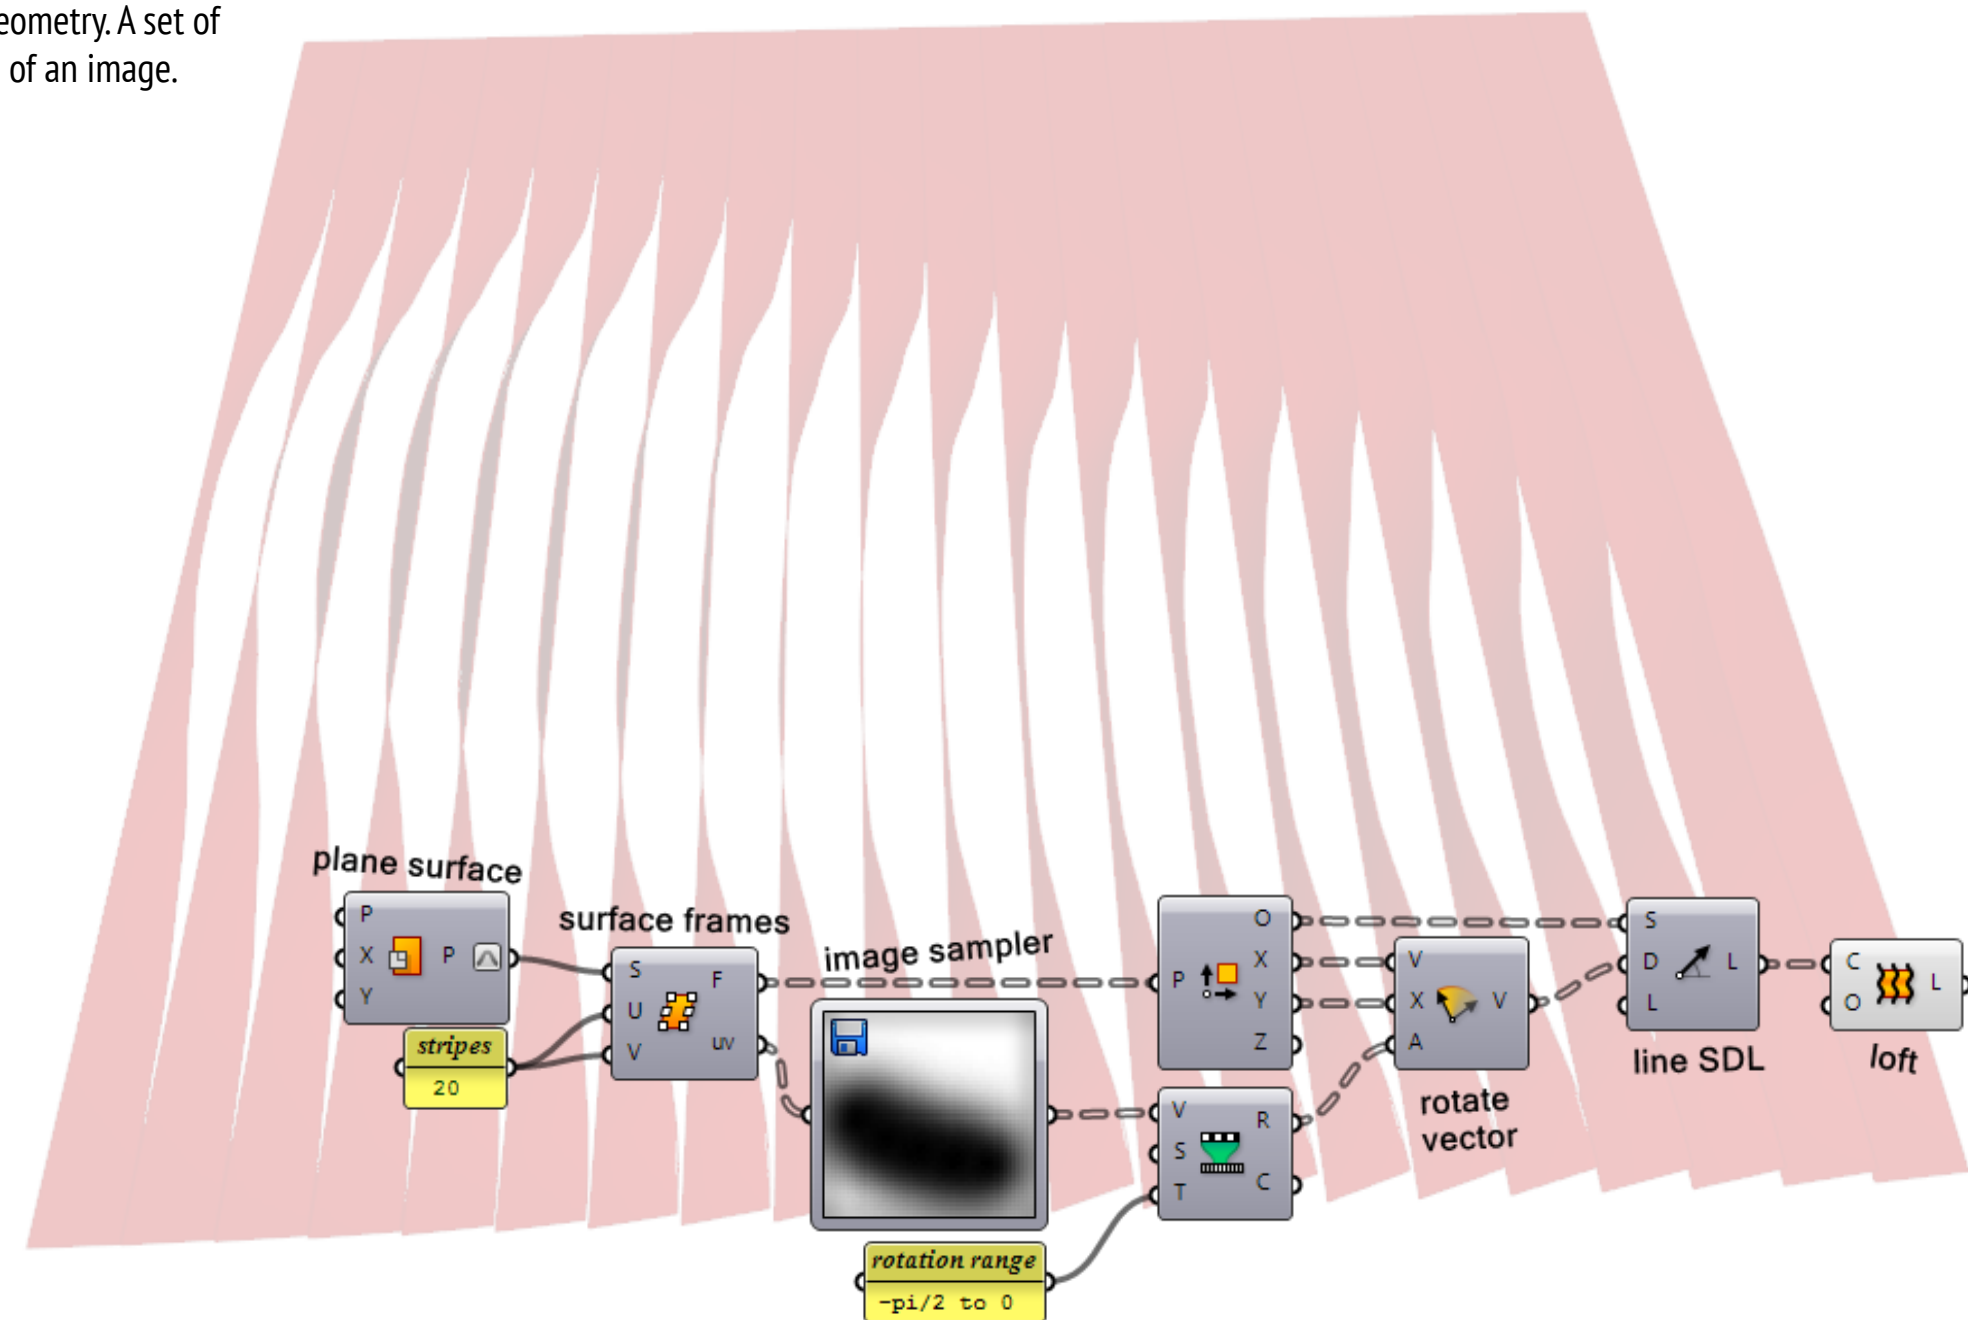 eometry. A set of
of an image.
plane surface
P
X
Y
P
stripes
20
surface frames
S
U
V
F
uv
image sampler
rotation range
-pi/2 to 0
P
O
X
Y
Z
V
S
T
R
C
V
X
A
V
rotate
vector
S
D
L
L
line SDL
C
O
L
loft